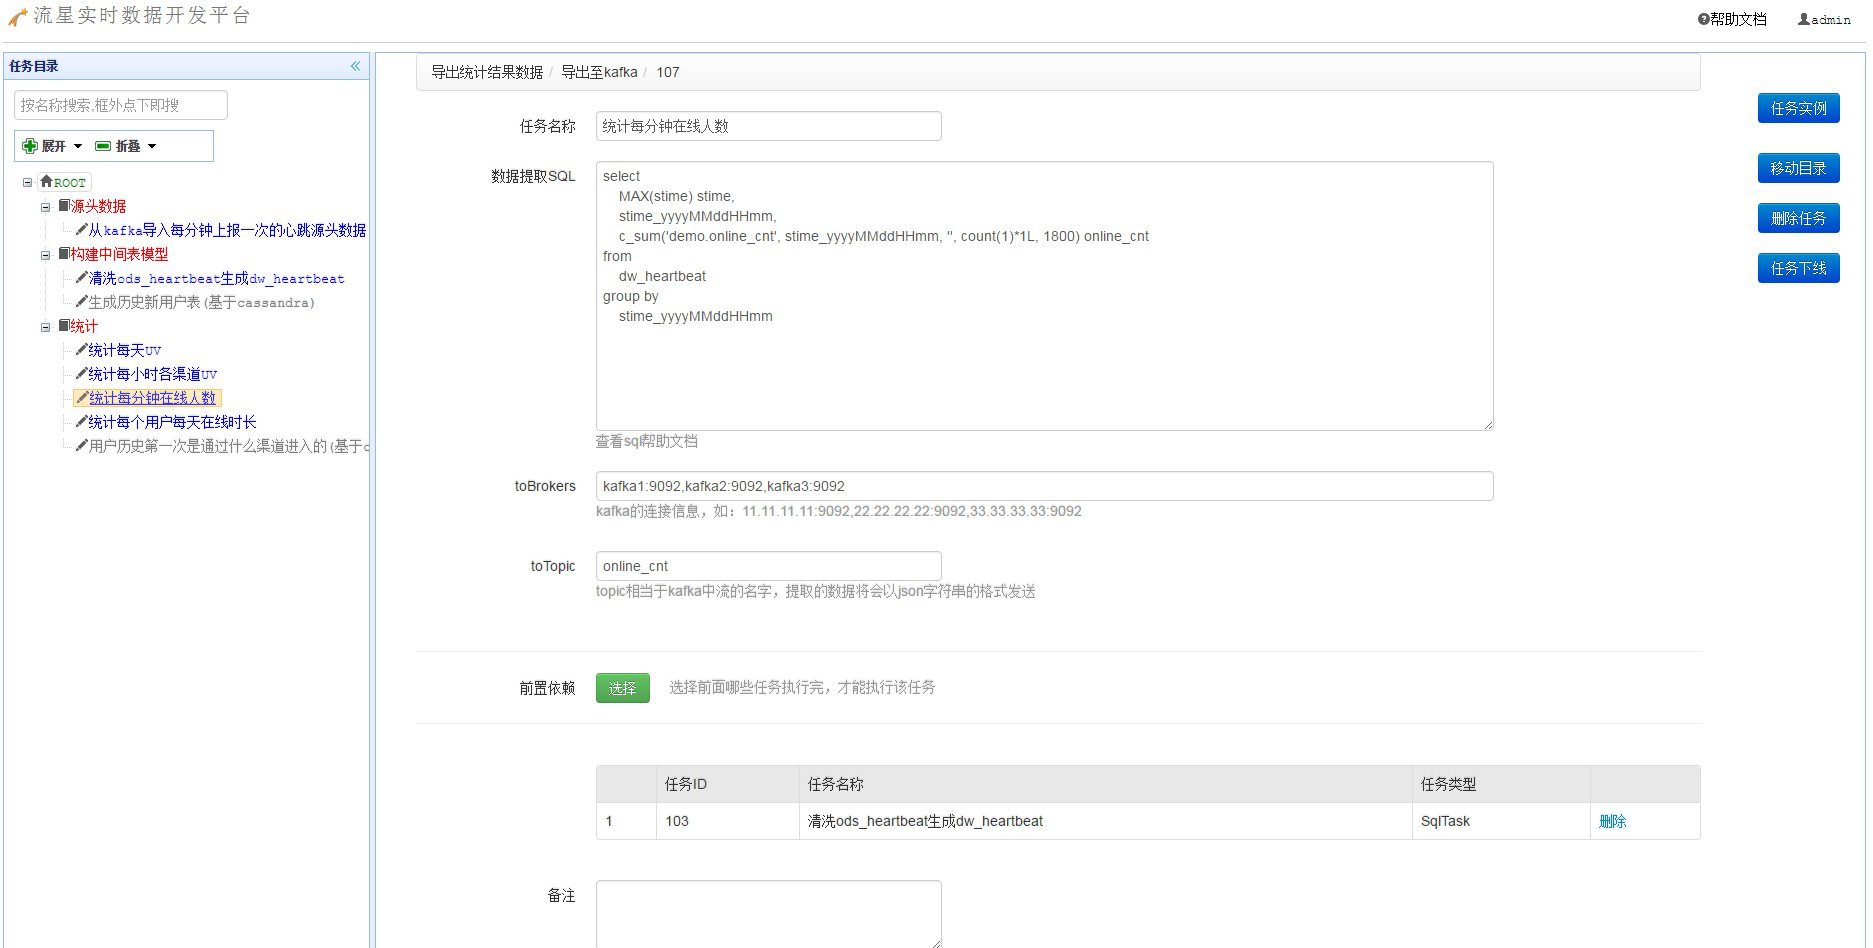 流星实时数据开发平台
帮助文档
admin
任务目录
按名称搜索,框外点下即搜
展开 折叠
ROOT
源头数据
从kafka导入每分钟上报一次的心跳源头数据
构建中间表模型
清洗ods_heartbeat生成dw_heartbeat
生成历史新用户表(基于cassandra)
统计
统计每天UV
统计每小时各渠道UV
统计每分钟在线人数
统计每个用户每天在线时长
用户历史第一次是通过什么渠道进入的(基于c
导出统计结果数据 / 导出至kafka / 107
任务名称 统计每分钟在线人数
数据提取SQL
select
MAX(stime) stime,
stime_yyyyMMddHHmm,
c_sum('demo.online_cnt', stime_yyyyMMddHHmm, '', count(1)*1L, 1800) online_cnt
from
dw_heartbeat
group by
stime_yyyyMMddHHmm
查看sql帮助文档
toBrokers kafka1:9092,kafka2:9092,kafka3:9092
kafka的连接信息，如：11.11.11.11:9092,22.22.22.22:9092,33.33.33.33:9092
toTopic online_cnt
topic相当于kafka中流的名字，提取的数据将会以json字符串的格式发送
前置依赖 选择 选择前面哪些任务执行完，才能执行该任务
任务ID 任务名称 任务类型
1 103 清洗ods_heartbeat生成dw_heartbeat SqlTask 删除
备注
任务实例
移动目录
删除任务
任务下线